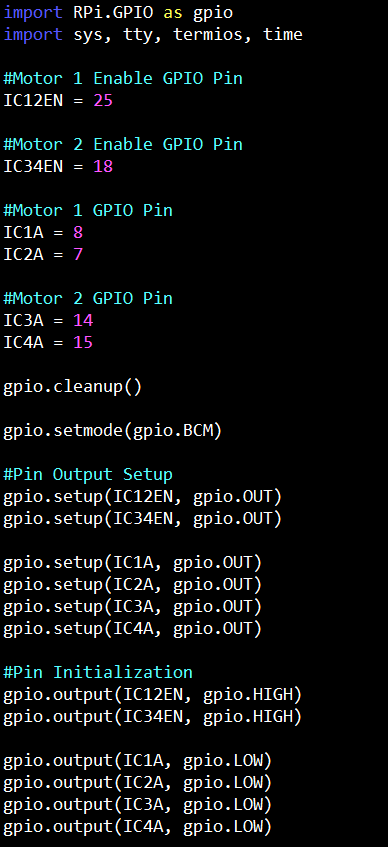 import RPi.GPIO as gpio
import sys, tty, termios, time
#Motor 1 Enable GPIO Pin
IC12EN = 25
#Motor 2 Enable GPIO Pin
IC34EN = 18
#Motor 1 GPIO Pin
IC1A = 8
IC2A = 7
#Motor 2 GPIO Pin
IC3A = 14
IC4A = 15
gpio.cleanup()
gpio.setmode(gpio.BCM)
#Pin Output Setup
gpio.setup(IC12EN, gpio.OUT)
gpio.setup(IC34EN, gpio.OUT)
gpio.setup(IC1A, gpio.OUT)
gpio.setup(IC2A, gpio.OUT)
gpio.setup(IC3A, gpio.OUT)
gpio.setup(IC4A, gpio.OUT)
#Pin Initialization
gpio.output(IC12EN, gpio.HIGH)
gpio.output(IC34EN, gpio.HIGH)
gpio.output(IC1A, gpio.LOW)
gpio.output(IC2A, gpio.LOW)
gpio.output(IC3A, gpio.LOW)
gpio.output(IC4A, gpio.LOW)